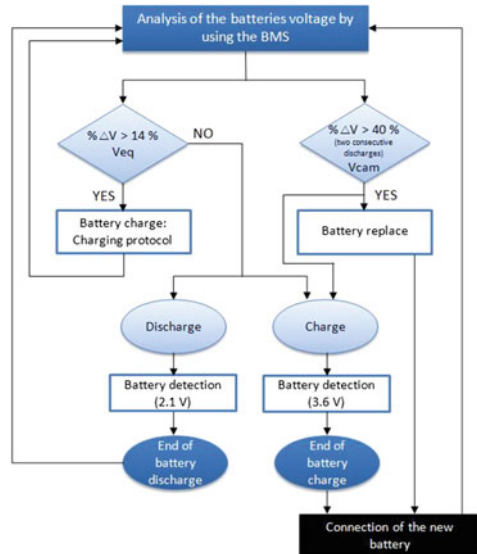 Analysis of the batteries voltage by
using the BMS
% △V > 14 %
Veq
NO
% △V > 40 %
(two consecutive
discharges)
Vcam
YES
YES
Battery charge:
Charging protocol
Battery replace
Discharge
Charge
Battery detection
(2.1 V)
Battery detection
(3.6 V)
End of
battery
discharge
End of
battery
charge
Connection of the new
battery